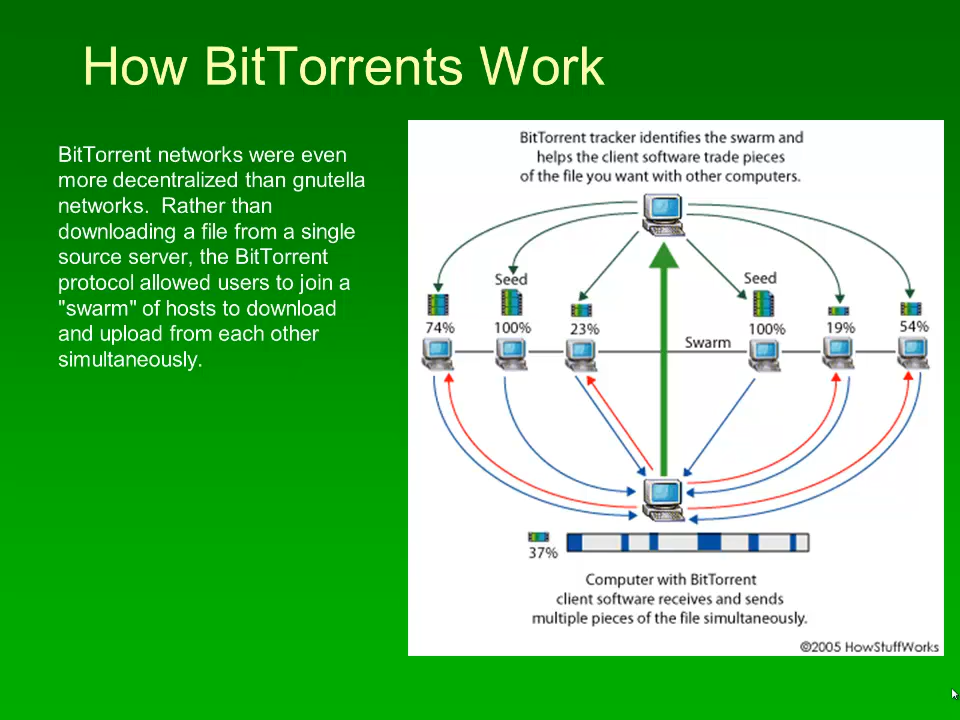 How BitTorrents Work
BitTorrent networks were even
more decentralized than gnutella
networks.  Rather than
downloading a file from a single
source server, the BitTorrent
protocol allowed users to join a
"swarm" of hosts to download
and upload from each other
simultaneously.
BitTorrent tracker identifies the swarm and
helps the client software trade pieces
of the file you want with other computers.
Seed
Seed
74%
100%
23%
100%
19%
54%
Swarm
37%
Computer with BitTorrent
client software receives and sends
multiple pieces of the file simultaneously.
©2005 HowStuffWorks